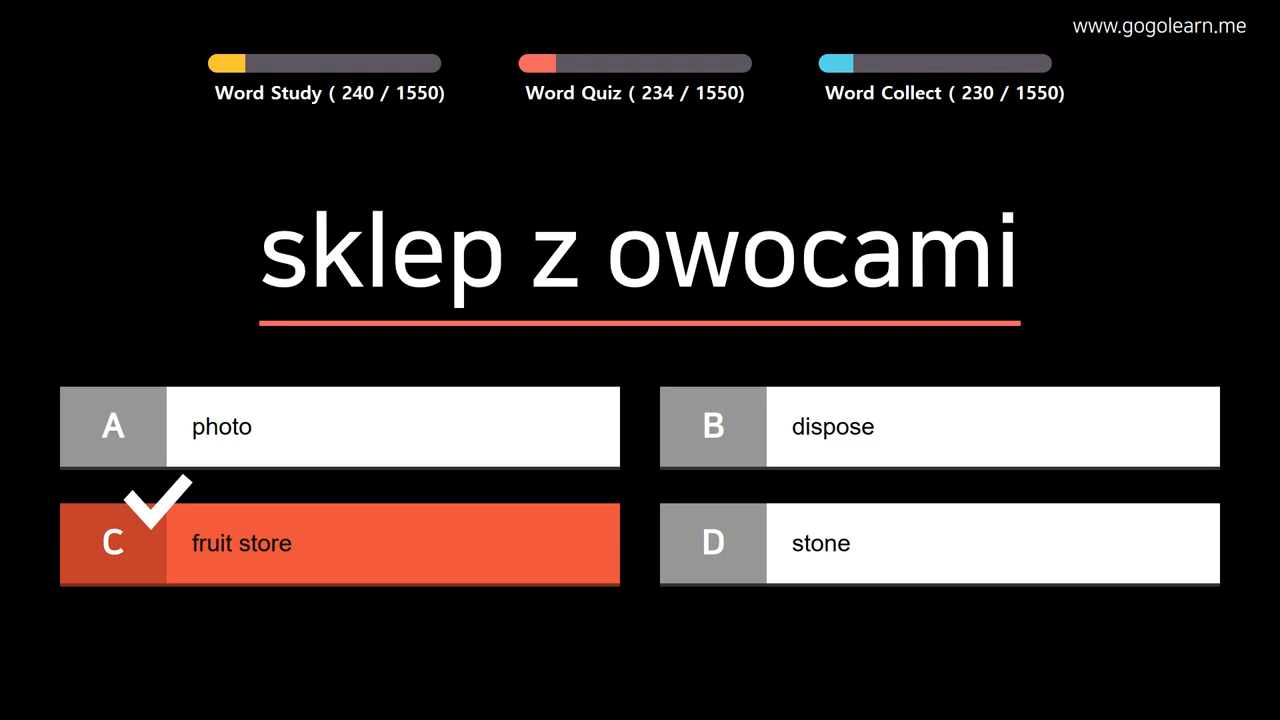 www.gogolearn.me
Word Study ( 240 / 1550)
Word Quiz ( 234 / 1550)
Word Collect ( 230 / 1550)
sklep z owocami
A photo
B dispose
C fruit store
D stone